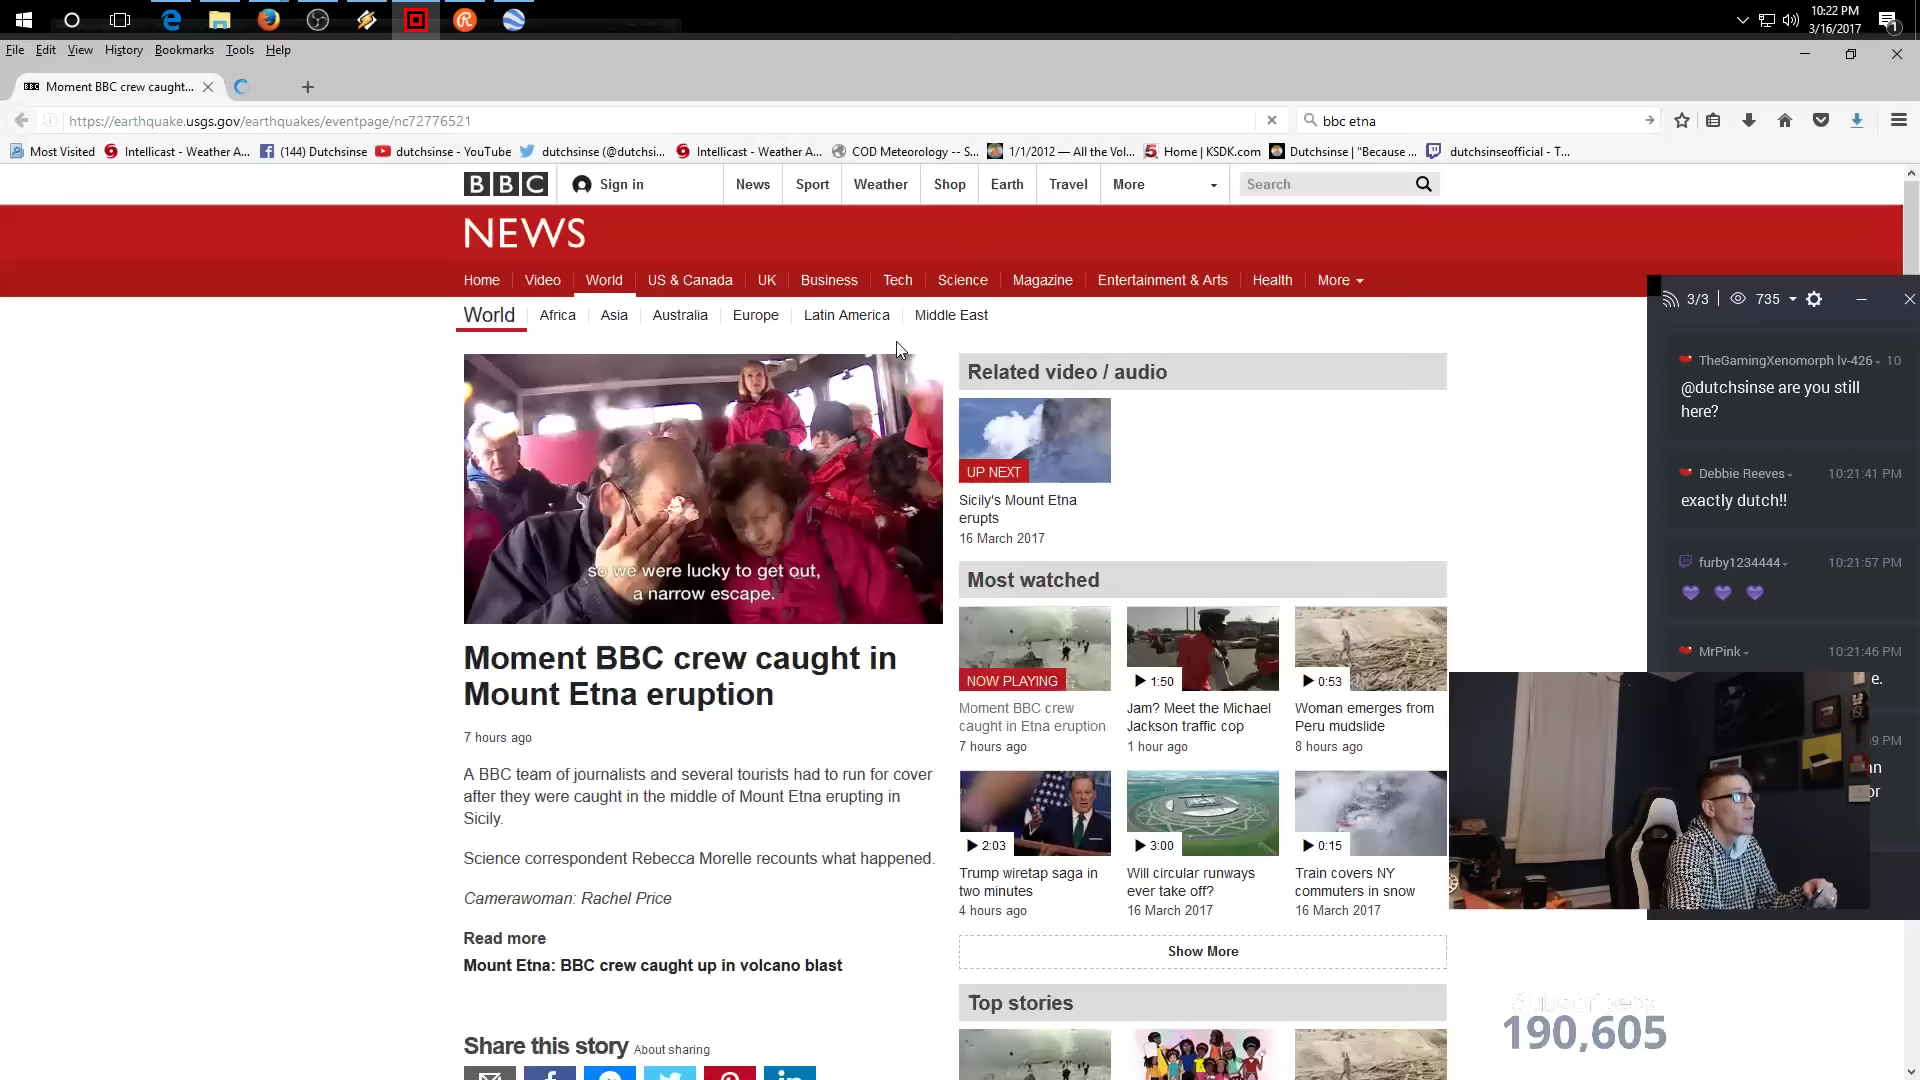 10:22 PM
3/16/2017
1
File Edit View History Bookmarks Tools Help
BBC Moment BBC crew caught...
https://earthquake.usgs.gov/earthquakes/eventpage/nc72776521
bbc etna
Most Visited
Intellicast - Weather A...
(144) Dutchsinse
dutchsinse - YouTube
dutchsinse (@dutchsi...
Intellicast - Weather A...
COD Meteorology -- S...
1/1/2012 — All the Vol...
Home | KSDK.com
Dutchsinse | "Because ...
dutchsinseofficial - T...
BBC Sign in News Sport Weather Shop Earth Travel More Search
NEWS
Home Video World US & Canada UK Business Tech Science Magazine Entertainment & Arts Health More
World Africa Asia Australia Europe Latin America Middle East
so we were lucky to get out,
a narrow escape.
Moment BBC crew caught in
Mount Etna eruption
7 hours ago
A BBC team of journalists and several tourists had to run for cover
after they were caught in the middle of Mount Etna erupting in
Sicily.
Science correspondent Rebecca Morelle recounts what happened.
Camerawoman: Rachel Price
Read more
Mount Etna: BBC crew caught up in volcano blast
Share this story About sharing
Related video / audio
UP NEXT
Sicily's Mount Etna
erupts
16 March 2017
Most watched
NOW PLAYING
Moment BBC crew
caught in Etna eruption
7 hours ago
1:50
Jam? Meet the Michael
Jackson traffic cop
1 hour ago
0:53
Woman emerges from
Peru mudslide
8 hours ago
2:03
Trump wiretap saga in
two minutes
4 hours ago
3:00
Will circular runways
ever take off?
16 March 2017
0:15
Train covers NY
commuters in snow
16 March 2017
Show More
Top stories
3/3 735
TheGamingXenomorph lv-426 10
@dutchsinse are you still
here?
Debbie Reeves 10:21:41 PM
exactly dutch!!
furby1234444 10:21:57 PM
MrPink 10:21:46 PM
e.
9 PM
an
or
Subscribers
190,605